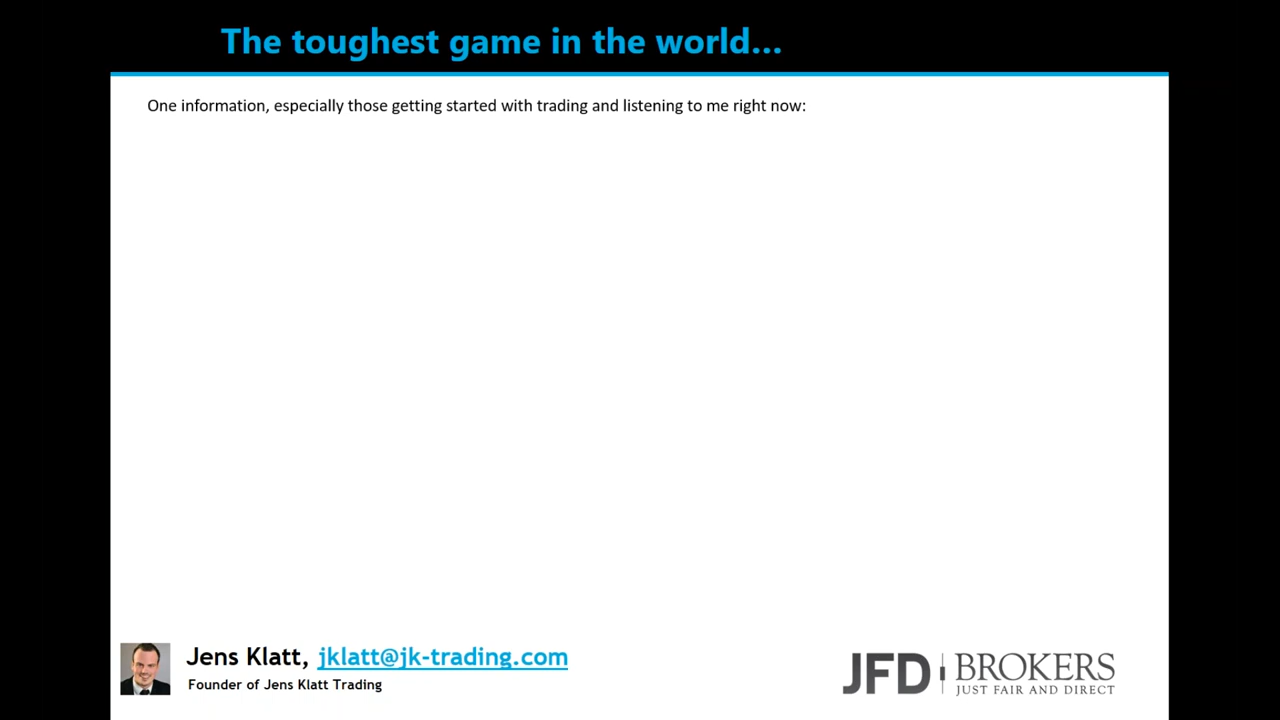 The toughest game in the world...
One information, especially those getting started with trading and listening to me right now:
Jens Klatt, jklatt@jk-trading.com
Founder of Jens Klatt Trading
JFD BROKERS
JUST FAIR AND DIRECT